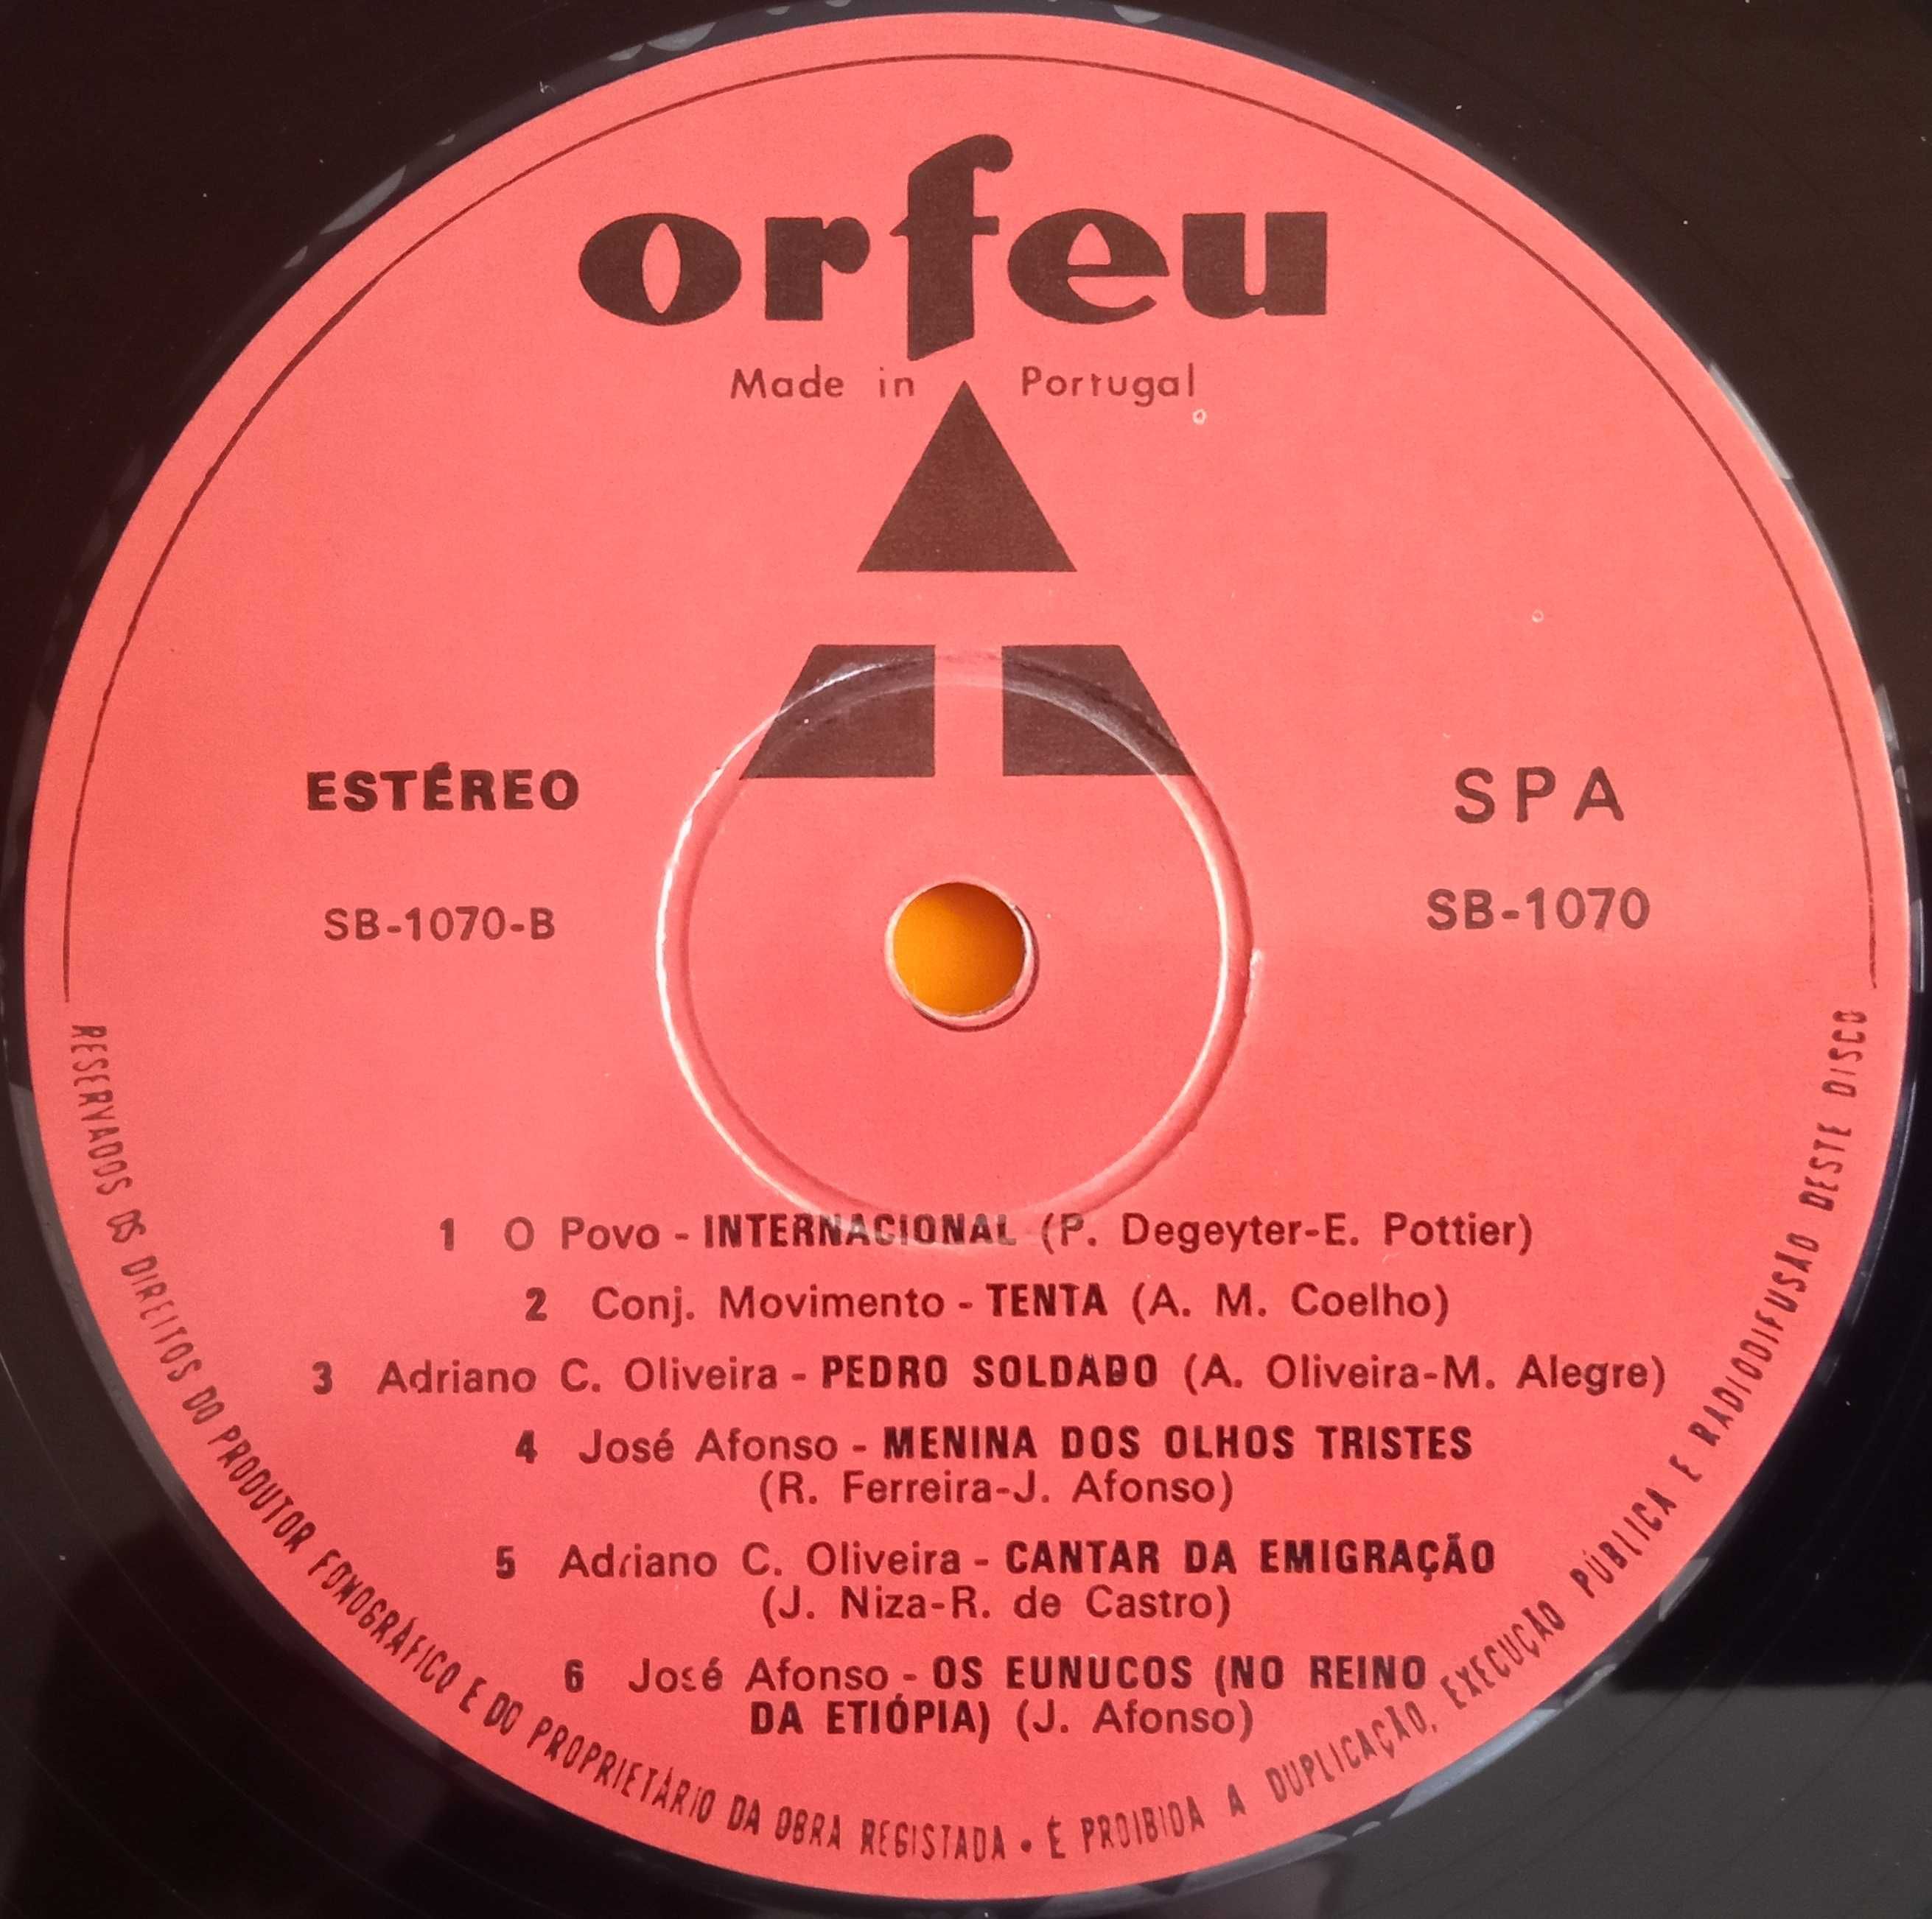 orfeu
Made in Portugal
ESTÉREO
SPA
SB-1070-B
SB-1070
1 O Povo - INTERNACIONAL (P. Degeyter-E. Pottier)
2 Conj. Movimento - TENTA (A. M. Coelho)
3 Adriano C. Oliveira - PEDRO SOLDADO (A. Oliveira-M. Alegre)
4 José Afonso - MENINA DOS OLHOS TRISTES
(R. Ferreira-J. Afonso)
5 Adriano C. Oliveira - CANTAR DA EMIGRAÇÃO
(J. Niza-R. de Castro)
6 José Afonso - OS EUNUCOS (NO REINO
DA ETIÓPIA) (J. Afonso)
RESERVADOS OS DIREITOS DO PRODUTOR FONOGRÁFICO E DO PROPRIETÁRIO DA OBRA REGISTADA • É PROIBIDA A DUPLICAÇÃO, EXECUÇÃO PÚBLICA E RADIODIFUSÃO DESTE DISCO